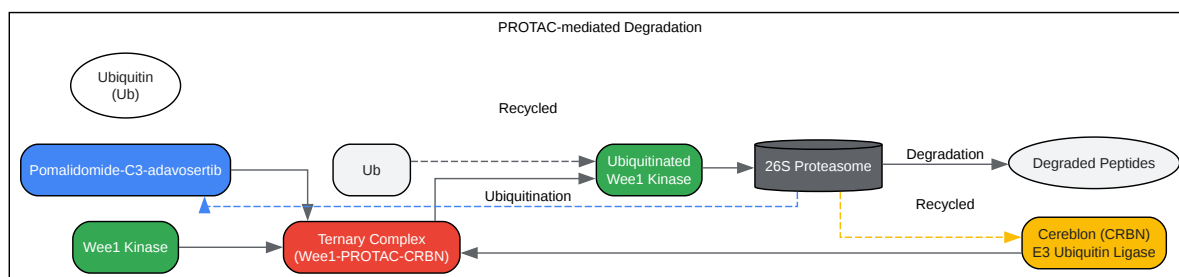 PROTAC-mediated Degradation
Ubiquitin
(Ub)
Recycled
Pomalidomide-C3-adavosertib
Ub
Ubiquitinated
Wee1 Kinase
26S Proteasome
Degradation
Degraded Peptides
Ubiquitination
Recycled
Wee1 Kinase
Ternary Complex
(Wee1-PROTAC-CRBN)
Cereblon (CRBN)
E3 Ubiquitin Ligase